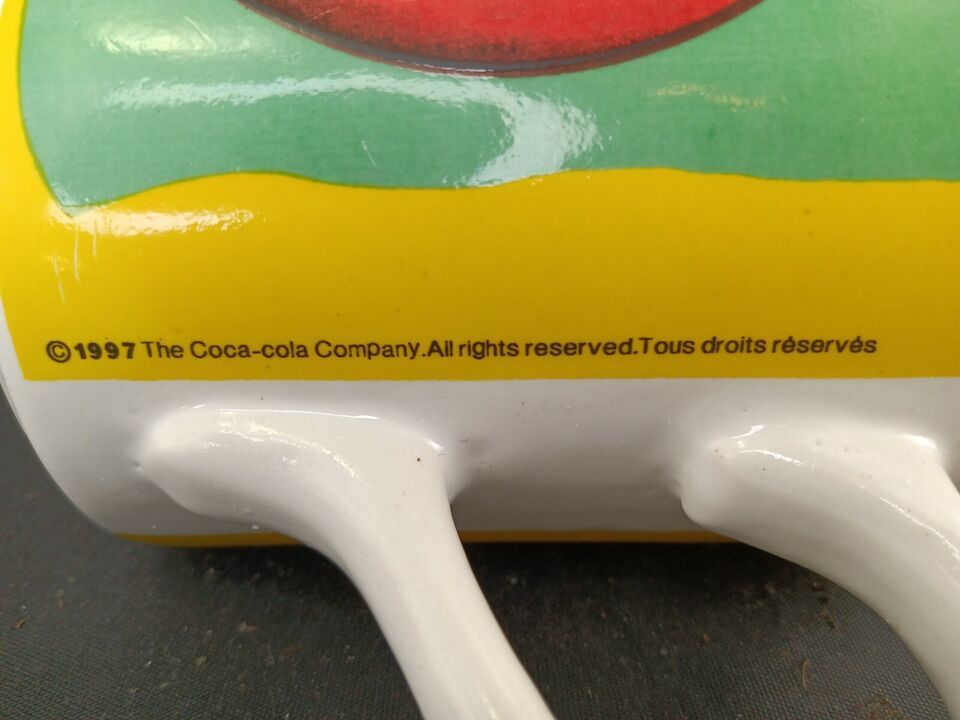 ©1997 The Coca-cola Company.All rights reserved.Tous droits réservés